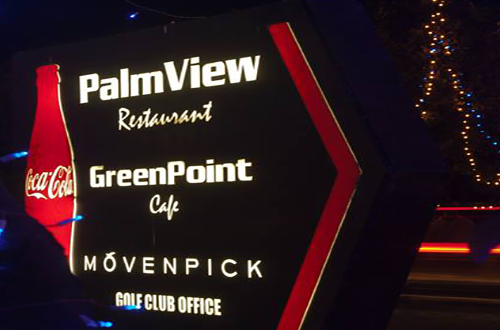 PalmView
Restaurant
Coca-Cola
GreenPoint
Cafe
MÖVENPICK
GOLF CLUB OFFICE